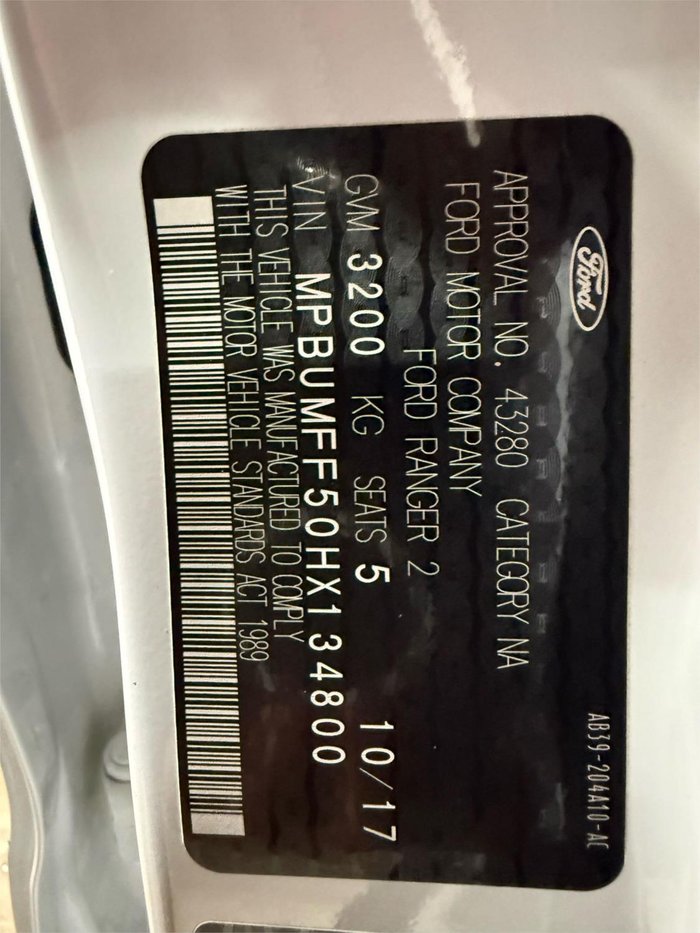 Ford
AB39-204A10-AC
APPROVAL NO. 43280 CATEGORY NA
FORD MOTOR COMPANY
FORD RANGER 2
10/17
GVM 3200 KG SEATS 5
VIN MPBUMFF50HX134800
THIS VEHICLE WAS MANUFACTURED TO COMPLY
WITH THE MOTOR VEHICLE STANDARDS ACT 1989